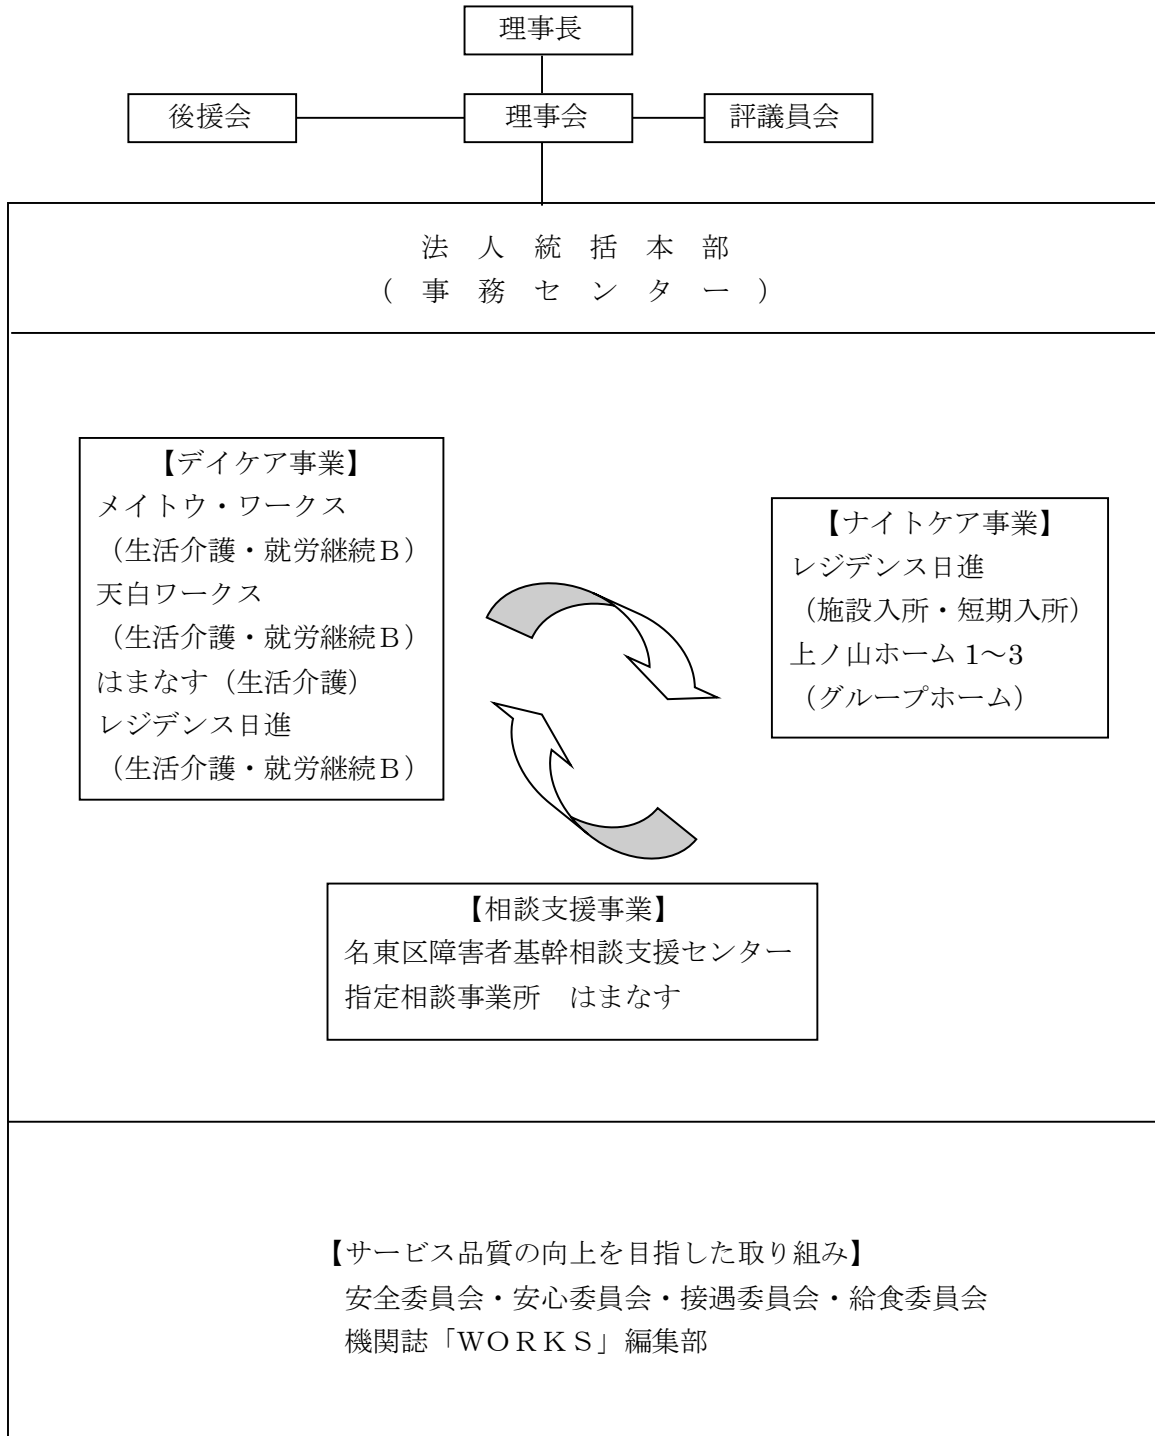 理事長
後援会
理事会
評議員会
法 人 統 括 本 部
（ 事 務 セ ン タ ー ）
【デイケア事業】
メイトウ・ワークス
（生活介護・就労継続Ｂ）
天白ワークス
（生活介護・就労継続Ｂ）
はまなす（生活介護）
レジデンス日進
（生活介護・就労継続Ｂ）
【ナイトケア事業】
レジデンス日進
（施設入所・短期入所）
上ノ山ホーム 1～3
（グループホーム）
【相談支援事業】
名東区障害者基幹相談支援センター
指定相談事業所　はまなす
【サービス品質の向上を目指した取り組み】
安全委員会・安心委員会・接遇委員会・給食委員会
機関誌「ＷＯＲＫＳ」編集部